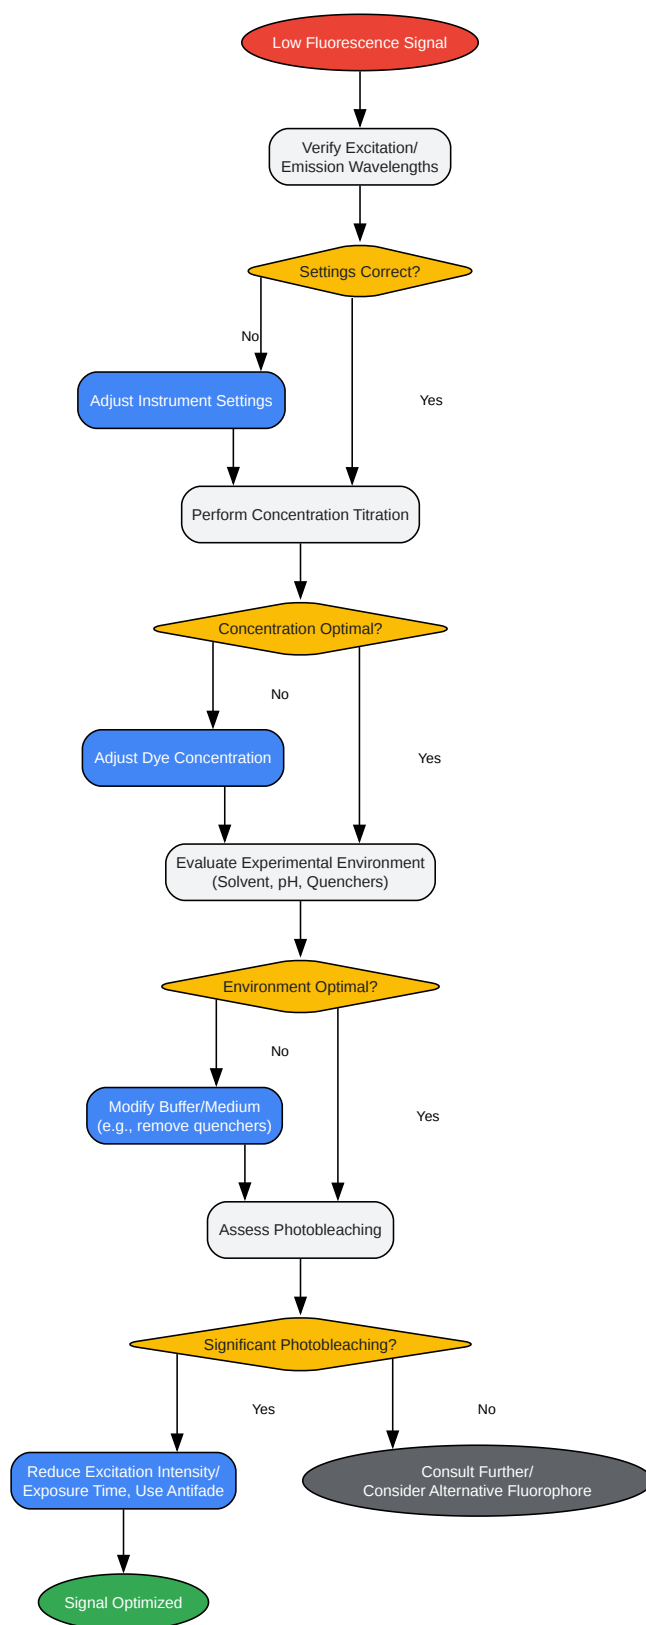 Low Fluorescence Signal
Verify Excitation/
Emission Wavelengths
Settings Correct?
No
Adjust Instrument Settings
Yes
Perform Concentration Titration
Concentration Optimal?
No
Adjust Dye Concentration
Yes
Evaluate Experimental Environment
(Solvent, pH, Quenchers)
Environment Optimal?
No
Modify Buffer/Medium
(e.g., remove quenchers)
Yes
Assess Photobleaching
Significant Photobleaching?
Yes
No
Reduce Excitation Intensity/
Exposure Time, Use Antifade
Consult Further/
Consider Alternative Fluorophore
Signal Optimized